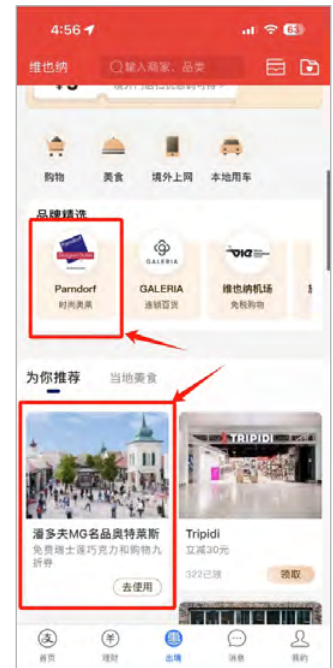 4:56
63
维也纳
输入商家、品类
购物
美食
境外上网
本地用车
品牌精选
Parndorf
时尚奥莱
GALERIA
GALERIA
连锁百货
VIE
维也纳机场
免税购物
为你推荐
当地美食
TRIPIDI
潘多夫MG名品奥特莱斯
免费瑞士莲巧克力和购物九
折券
去使用
Tripidi
立减30元
322已领
领取
首页
理财
出境
消息
我的